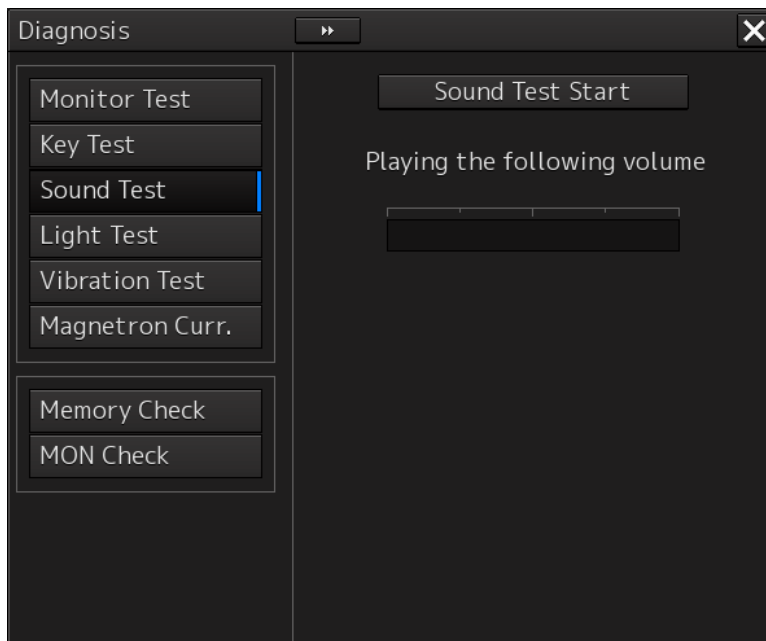 Diagnosis
Monitor Test
Key Test
Sound Test
Light Test
Vibration Test
Magnetron Curr.
Memory Check
MON Check
Sound Test Start
Playing the following volume